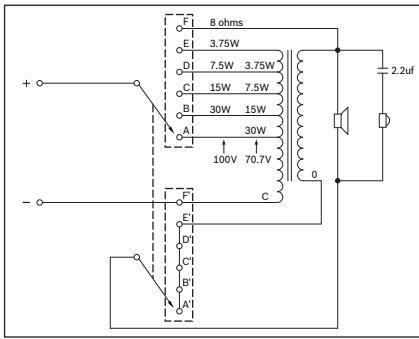 F 8 ohms
E 3.75W
D 7.5W 3.75W
C 15W 7.5W
2.2uf
+
B 30W 15W
A 30W
100V 70.7V
0
C
− F'
E'
D'
C'
B'
A'